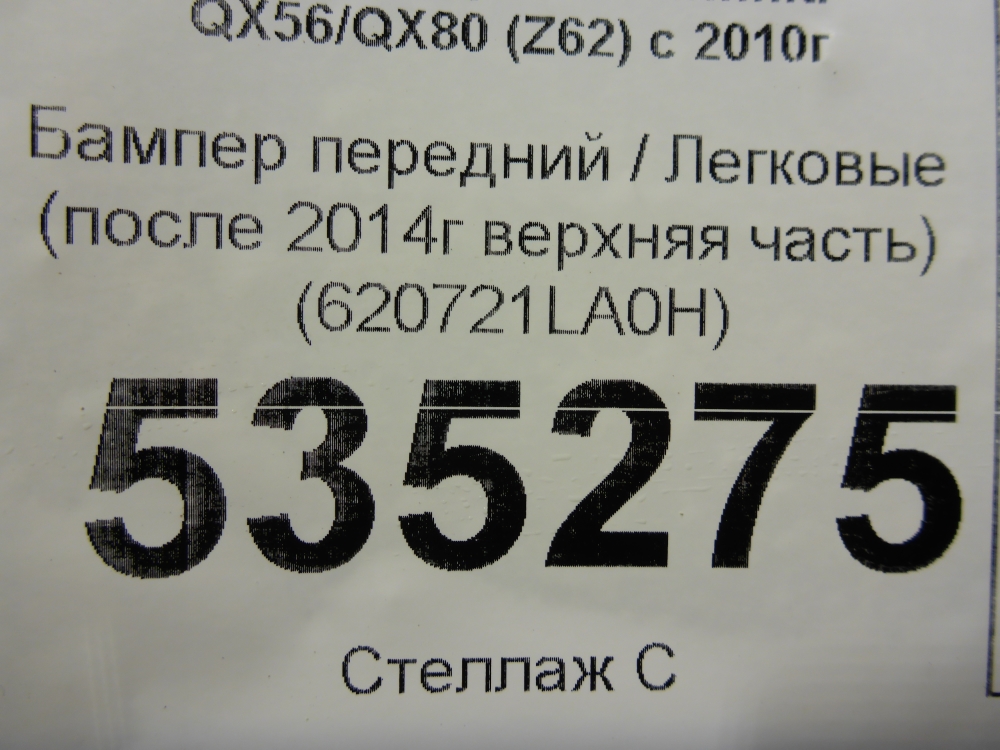 QX56/QX80 (Z62) с 2010г
Бампер передний / Легковые
(после 2014г верхняя часть)
(620721LA0H)
535275
Стеллаж С